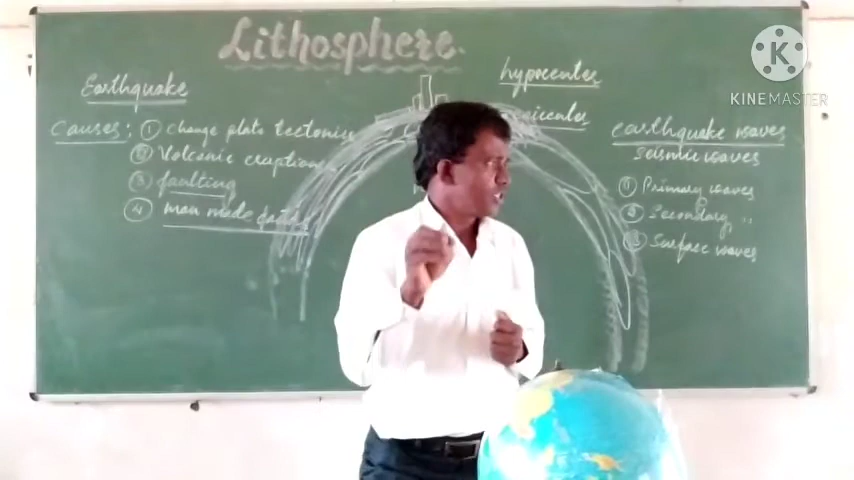 Lithosphere.
Earthquake
Causes: ① Change plate tectonics
② Volcanic eruptions
③ faulting
④ man made
hypocenter
earthquake waves
seismic waves
① Primary waves
② Secondary "
③ Surface waves
K
KINEMASTER